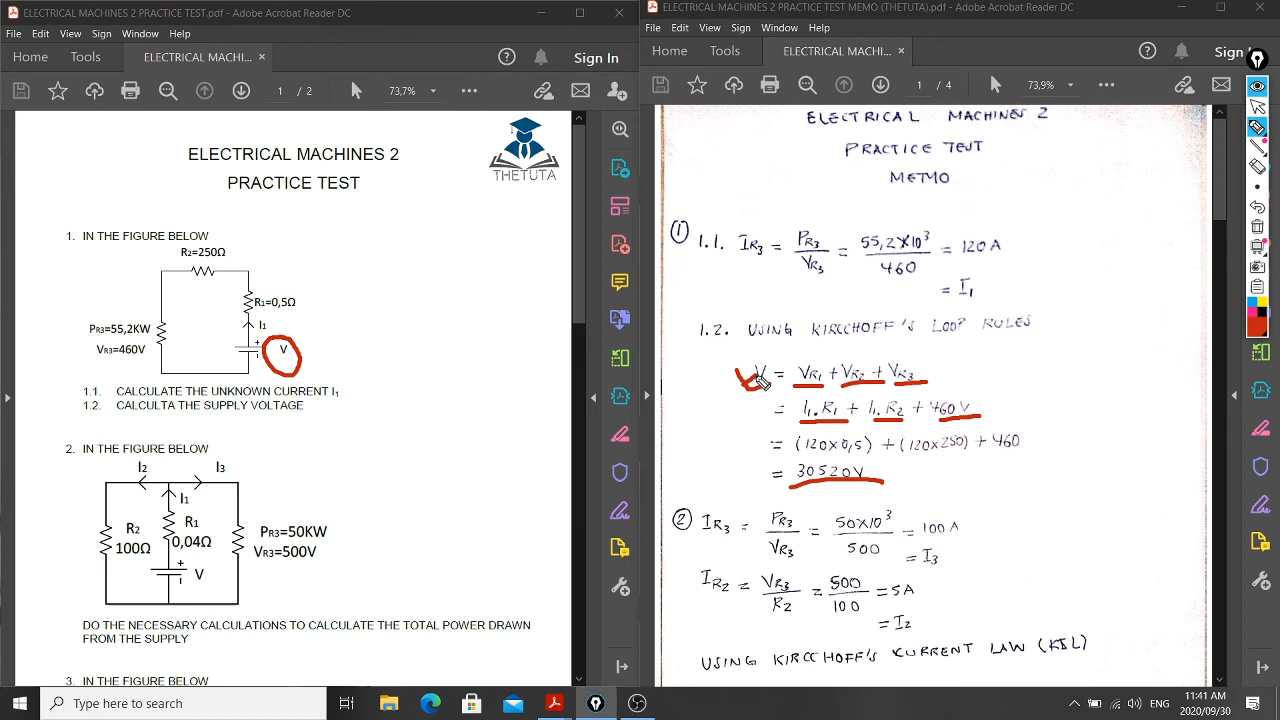 ELECTRICAL MACHINES 2 PRACTICE TEST.pdf - Adobe Acrobat Reader DC
File Edit View Sign Window Help
Home Tools ELECTRICAL MACHI... × Sign In
1 / 2 73,7%
THETUTA
ELECTRICAL MACHINES 2
PRACTICE TEST
1. IN THE FIGURE BELOW
R2=250Ω
R1=0,5Ω
I1
PR3=55,2KW
VR3=460V
+
V
-
1.1. CALCULATE THE UNKNOWN CURRENT I1
1.2. CALCULTA THE SUPPLY VOLTAGE
2. IN THE FIGURE BELOW
I2 I3
I1
R2
100Ω
R1
0,04Ω
PR3=50KW
VR3=500V
+
V
-
DO THE NECESSARY CALCULATIONS TO CALCULATE THE TOTAL POWER DRAWN
FROM THE SUPPLY
3. IN THE FIGURE BELOW
ELECTRICAL MACHINES 2 PRACTICE TEST MEMO (THETUTA).pdf - Adobe Acrobat Reader DC
File Edit View Sign Window Help
Home Tools ELECTRICAL MACHI... × Sign
1 / 4 73,9%
ELECTRICAL MACHINES 2
PRACTICE TEST
MEMO
① 1.1. IR3 = PR3/VR3 = 55,2×10³/460 = 120 A
= I1
1.2. USING KIRCCHOFF'S LOOP RULES
V = VR1 + VR2 + VR3
= I1.R1 + I1.R2 + 460V
= (120×0,5) + (120×250) + 460
= 30520V
② IR3 = PR3/VR3 = 50×10³/500 = 100 A
= I3
IR2 = VR3/R2 = 500/100 = 5A
= I2
USING KIRCCHOFF'S CURRENT LAW (KIL)
Type here to search
ENG
11:41 AM
2020/09/30